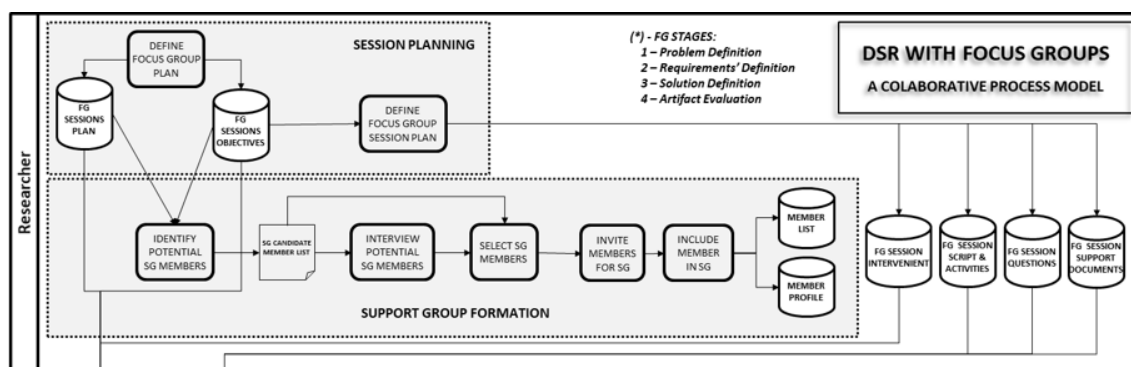 Researcher
SESSION PLANNING
DEFINE
FOCUS GROUP
PLAN
FG
SESSIONS
PLAN
FG
SESSIONS
OBJECTIVES
DEFINE
FOCUS GROUP
SESSION PLAN
(*) - FG STAGES:
1 – Problem Definition
2 – Requirements' Definition
3 – Solution Definition
4 – Artifact Evaluation
DSR WITH FOCUS GROUPS
A COLABORATIVE PROCESS MODEL
IDENTIFY
POTENTIAL
SG MEMBERS
SG CANDIDATE
MEMBER LIST
INTERVIEW
POTENTIAL
SG MEMBERS
SELECT SG
MEMBERS
INVITE
MEMBERS
FOR SG
INCLUDE
MEMBER
IN SG
MEMBER
LIST
MEMBER
PROFILE
SUPPORT GROUP FORMATION
FG SESSION
INTERVENIENT
FG SESSION
SCRIPT &
ACTIVITIES
FG SESSION
QUESTIONS
FG SESSION
SUPPORT
DOCUMENTS